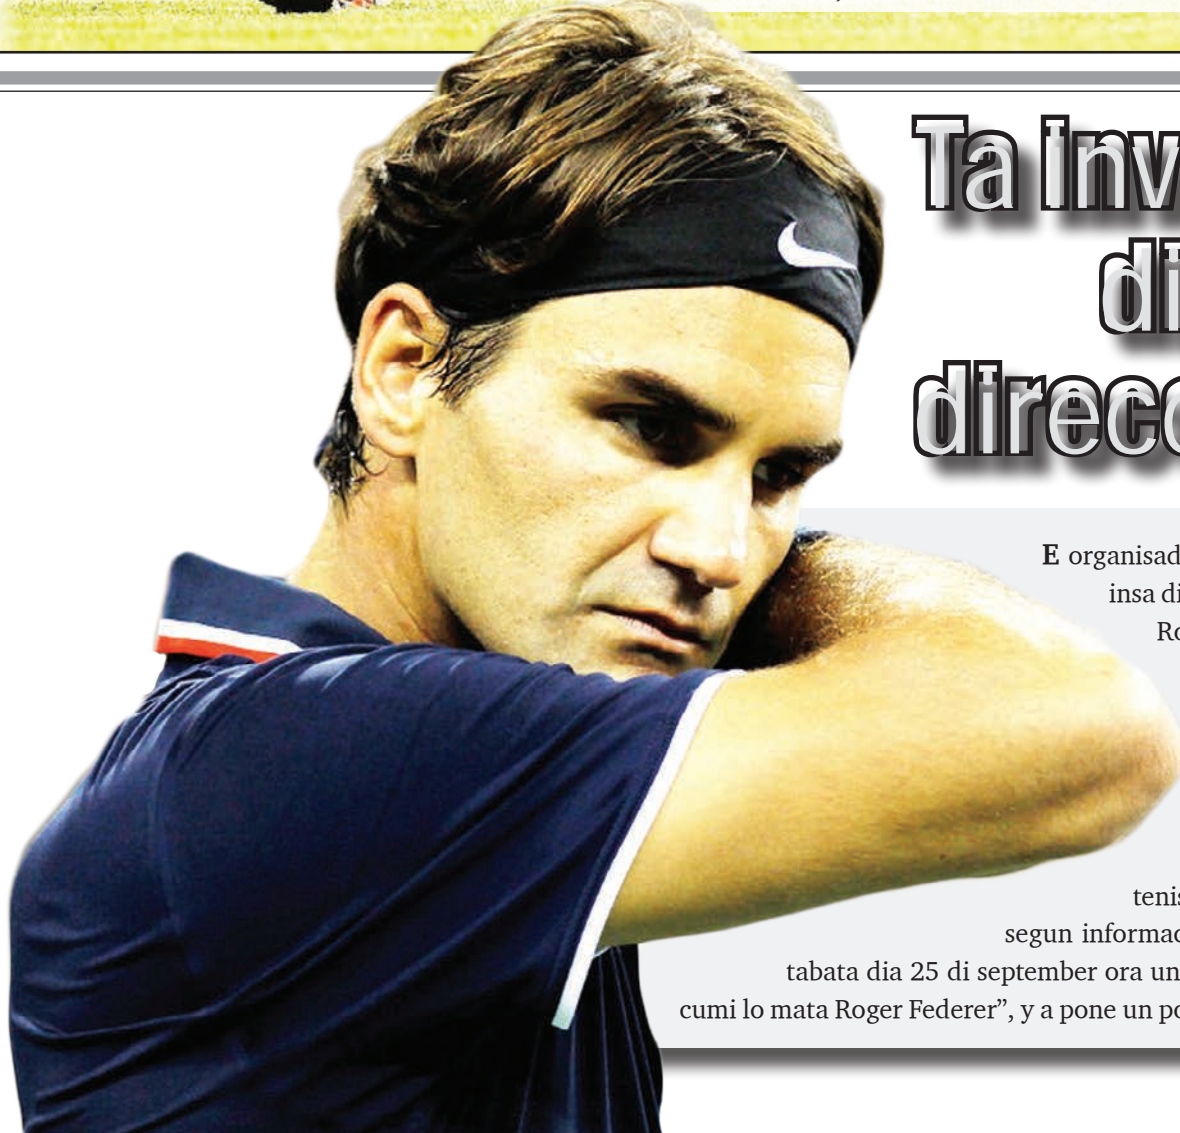 Ta inv
di
direcc
E organisad
insa di
Ro
tenis
segun informac
tabata dia 25 di september ora un
cumi lo mata Roger Federer”, y a pone un po